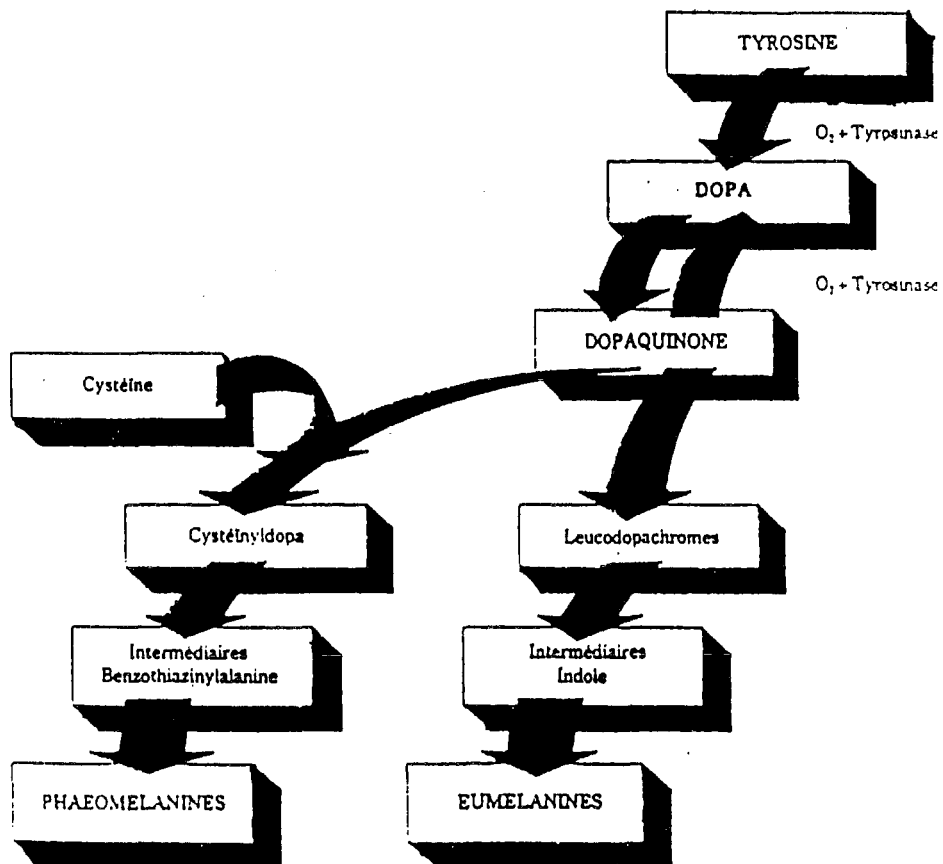 TYROSINE
O₂ + Tyrosinase
DOPA
O₂ + Tyrosinase
DOPAQUINONE
Cystéine
Cystéinyldopa
Leucodopachromes
Intermédiaires
Benzothiazinylalanine
Intermédiaires
Indole
PHAEOMELANINES
EUMELANINES